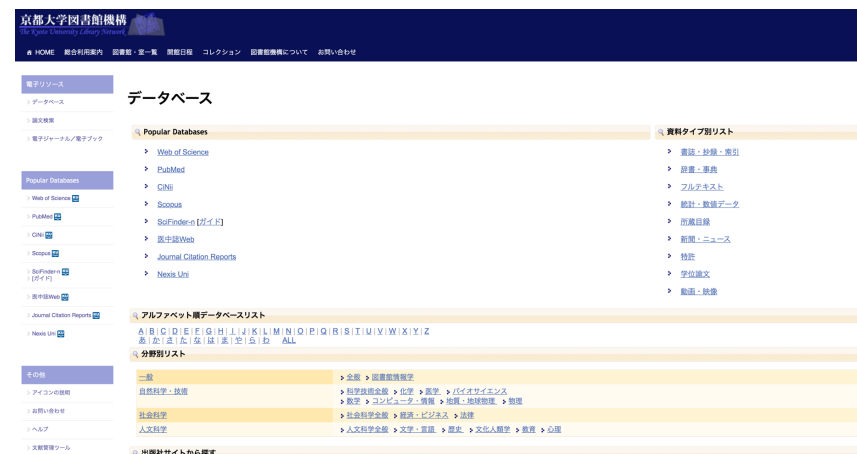 京都大学図書館機構
The Kyoto University Library Network
HOME 総合利用案内 図書館・室一覧 開館日程 コレクション 図書館機構について お問い合わせ
電子リソース
データベース
論文検索
電子ジャーナル／電子ブック
Popular Databases
Web of Science
PubMed
CiNii
Scopus
SciFinder-n
[ガイド]
医中誌Web
Journal Citation Reports
Nexis Uni
その他
アイコンの説明
お問い合わせ
ヘルプ
文献管理ツール
データベース
Popular Databases
Web of Science
PubMed
CiNii
Scopus
SciFinder-n [ガイド]
医中誌Web
Journal Citation Reports
Nexis Uni
資料タイプ別リスト
書誌・抄録・索引
辞書・事典
フルテキスト
統計・数値データ
所蔵目録
新聞・ニュース
特許
学位論文
動画・映像
アルファベット順データベースリスト
A | B | C | D | E | F | G | H | I | J | K | L | M | N | O | P | Q | R | S | T | U | V | W | X | Y | Z
あ | か | さ | た | な | は | ま | や | ら | わ ALL
分野別リスト
一般 全般 図書館情報学
自然科学・技術 科学技術全般 化学 医学 バイオサイエンス
数学 コンピュータ・情報 地質・地球物理 物理
社会科学 社会科学全般 経済・ビジネス 法律
人文科学 人文科学全般 文学・言語 歴史 文化人類学 教育 心理
出版社サイトから探す